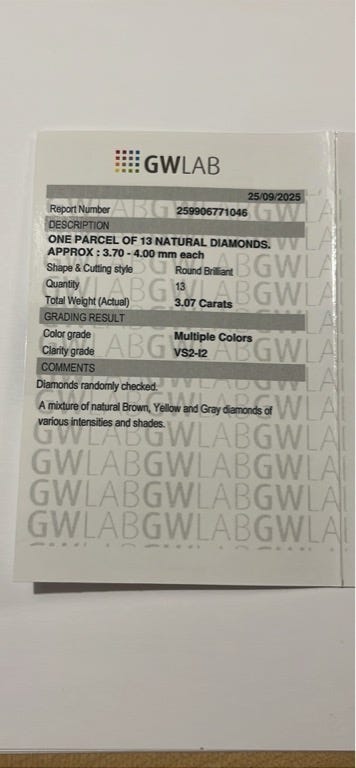 GWLAB
25/09/2025
Report Number 259906771046
DESCRIPTION
ONE PARCEL OF 13 NATURAL DIAMONDS.
APPROX : 3.70 - 4.00 mm each
Shape & Cutting style Round Brilliant
Quantity 13
Total Weight (Actual) 3.07 Carats
GRADING RESULT
Color grade Multiple Colors
Clarity grade VS2-I2
COMMENTS
Diamonds randomly checked.
A mixture of natural Brown, Yellow and Gray diamonds of
various intensities and shades.
GWLABGWLABGWLA
GWLABGWLABGWLA
GWLABGWLABGWLA
GWLABGWLABGWLA